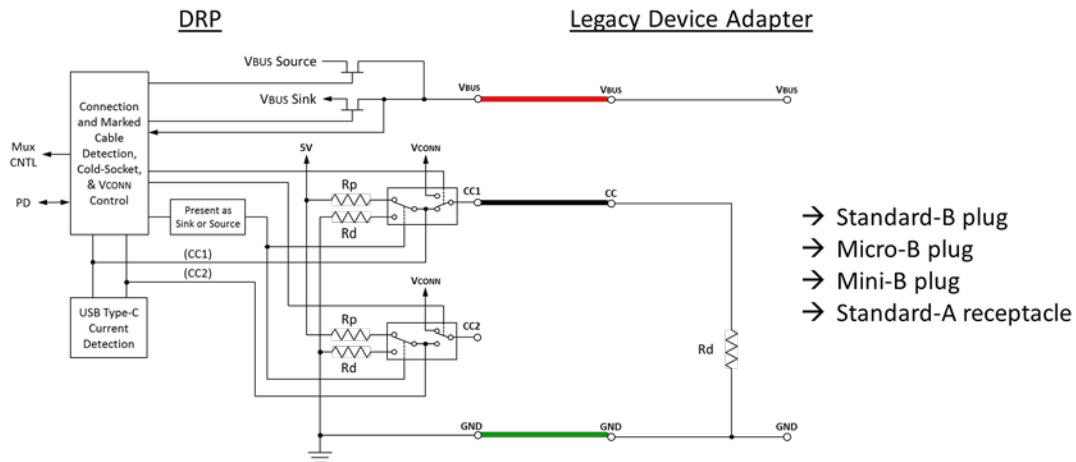 DRP
Legacy Device Adapter
VBUS Source
VBUS Sink
VBUS
VBUS
VBUS
Connection
and Marked
Cable
Detection,
Cold-Socket,
& VCONN
Control
Mux
CNTL
PD
Present as
Sink or Source
5V
VCONN
Rp
Rd
CC1
CC
(CC1)
(CC2)
USB Type-C
Current
Detection
VCONN
Rp
Rd
CC2
Rd
GND
GND
GND
→ Standard-B plug
→ Micro-B plug
→ Mini-B plug
→ Standard-A receptacle